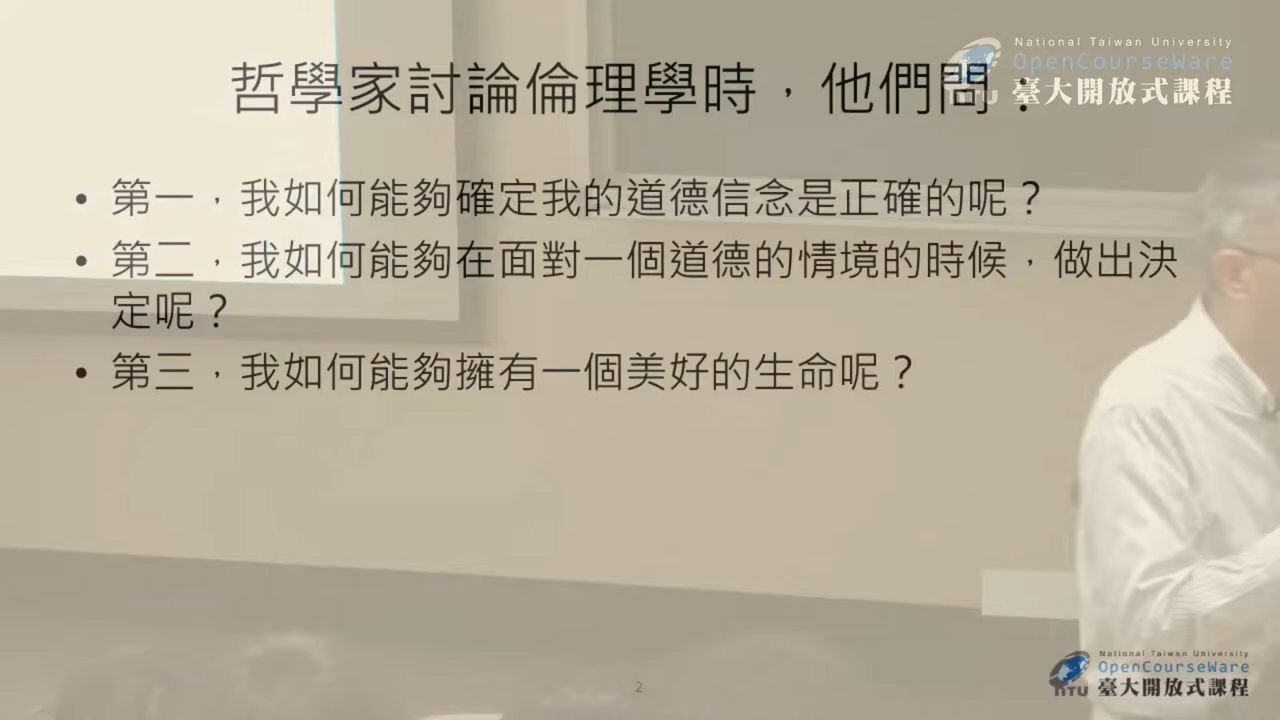 National Taiwan University
OpenCourseWare
NTU 臺大開放式課程
哲學家討論倫理學時，他們問：
• 第一，我如何能夠確定我的道德信念是正確的呢？
• 第二，我如何能夠在面對一個道德的情境的時候，做出決
定呢？
• 第三，我如何能夠擁有一個美好的生命呢？
2
National Taiwan University
OpenCourseWare
NTU 臺大開放式課程